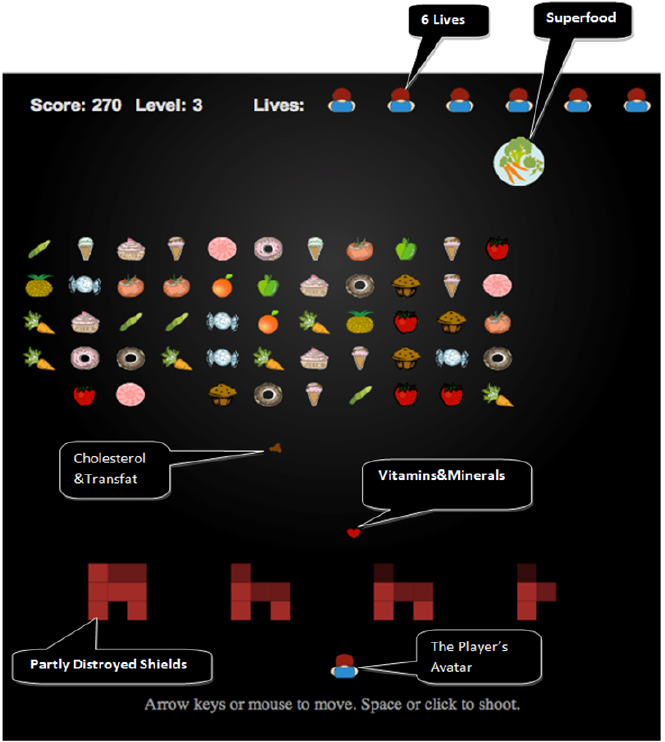 6 Lives
Superfood
Score: 270 Level: 3 Lives:
Cholesterol
&Transfat
Vitamins&Minerals
Partly Distroyed Shields
The Player's
Avatar
Arrow keys or mouse to move. Space or click to shoot.